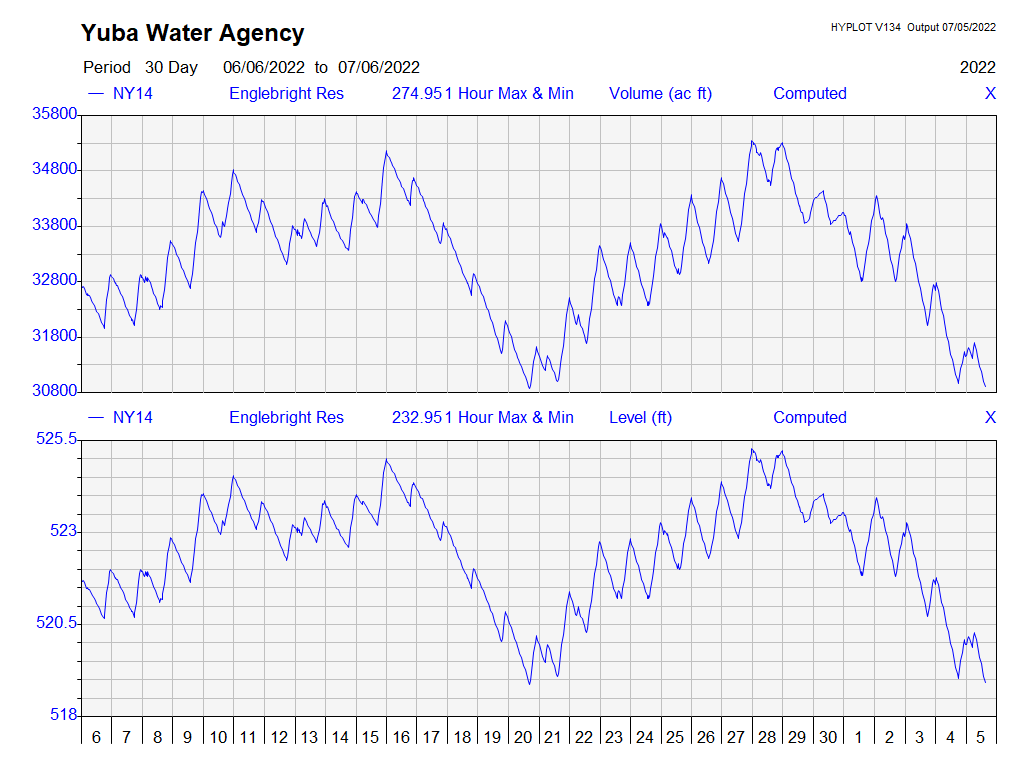 Yuba Water Agency
HYPLOT V134 Output 07/05/2022
Period 30 Day 06/06/2022 to 07/06/2022 2022
— NY14 Englebright Res 274.951 Hour Max & Min Volume (ac ft) Computed X
35800
34800
33800
32800
31800
30800
— NY14 Englebright Res 232.951 Hour Max & Min Level (ft) Computed X
525.5
523
520.5
518
6 7 8 9 10 11 12 13 14 15 16 17 18 19 20 21 22 23 24 25 26 27 28 29 30 1 2 3 4 5